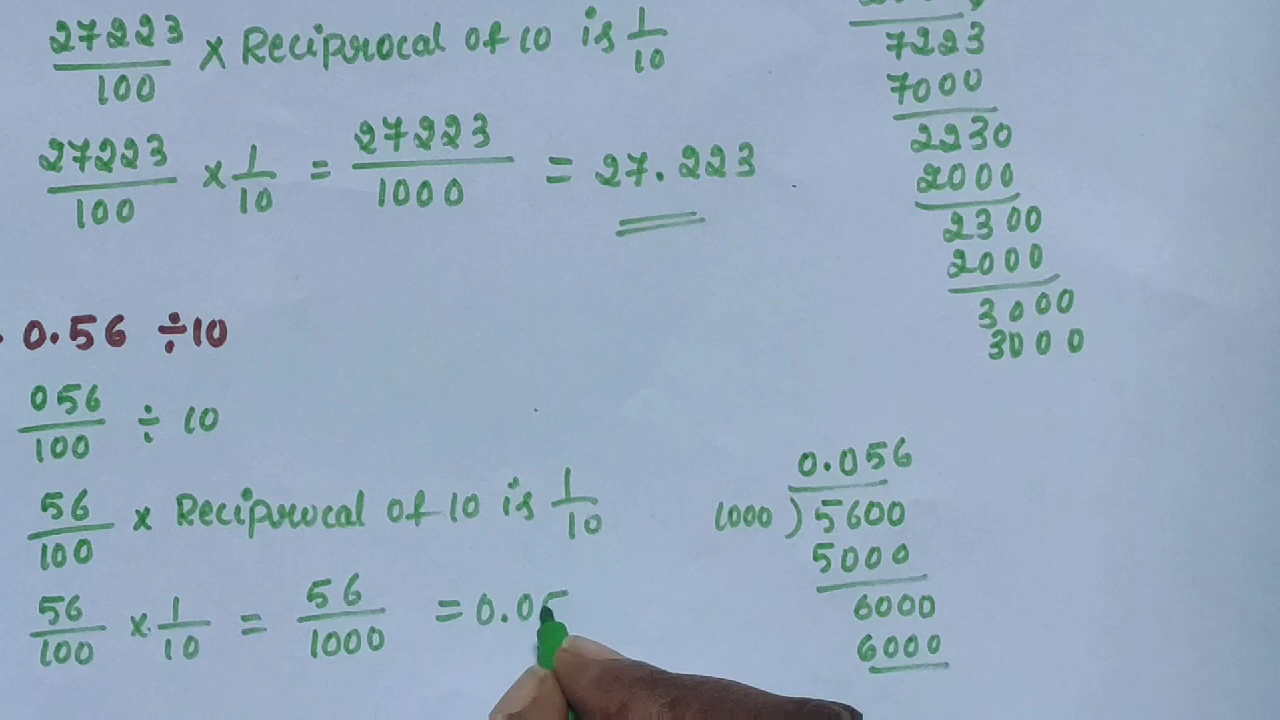 27223/100 × Reciprocal of 10 is 1/10
27223/100 × 1/10 = 27223/1000 = 27.223
7223
7000
2230
2000
2300
2000
3000
3000
0.56 ÷10
056/100 ÷ 10
56/100 × Reciprocal of 10 is 1/10
56/100 × 1/10 = 56/1000 = 0.05
0.056
1000 ) 5600
5000
6000
6000